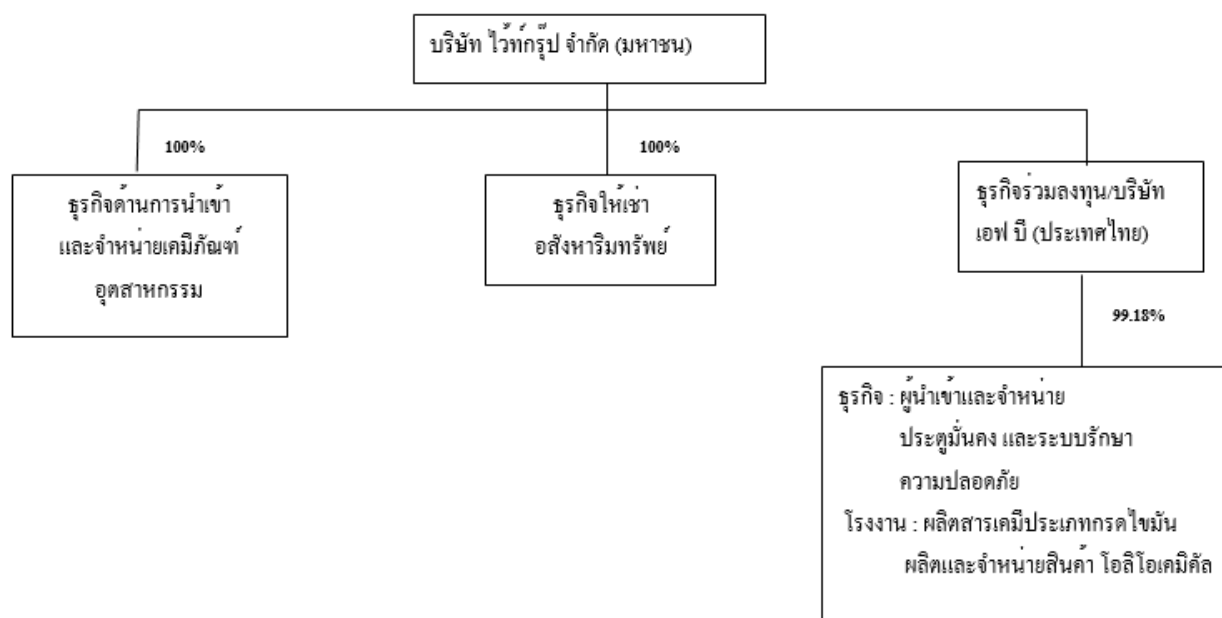 บริษัท ไว้ท์กรุ๊ป จำกัด (มหาชน)
100%
100%
ธุรกิจด้านการนำเข้า
และจำหน่ายเคมีภัณฑ์
อุตสาหกรรม
ธุรกิจให้เช่า
อสังหาริมทรัพย์
ธุรกิจร่วมลงทุน/บริษัท
เอฟ บี (ประเทศไทย)
99.18%
ธุรกิจ : ผู้นำเข้าและจำหน่าย
ประตูมั่นคง และระบบรักษา
ความปลอดภัย
โรงงาน : ผลิตสารเคมีประเภทกรดไขมัน
ผลิตและจำหน่ายสินค้า โอลิโอเคมิคัล